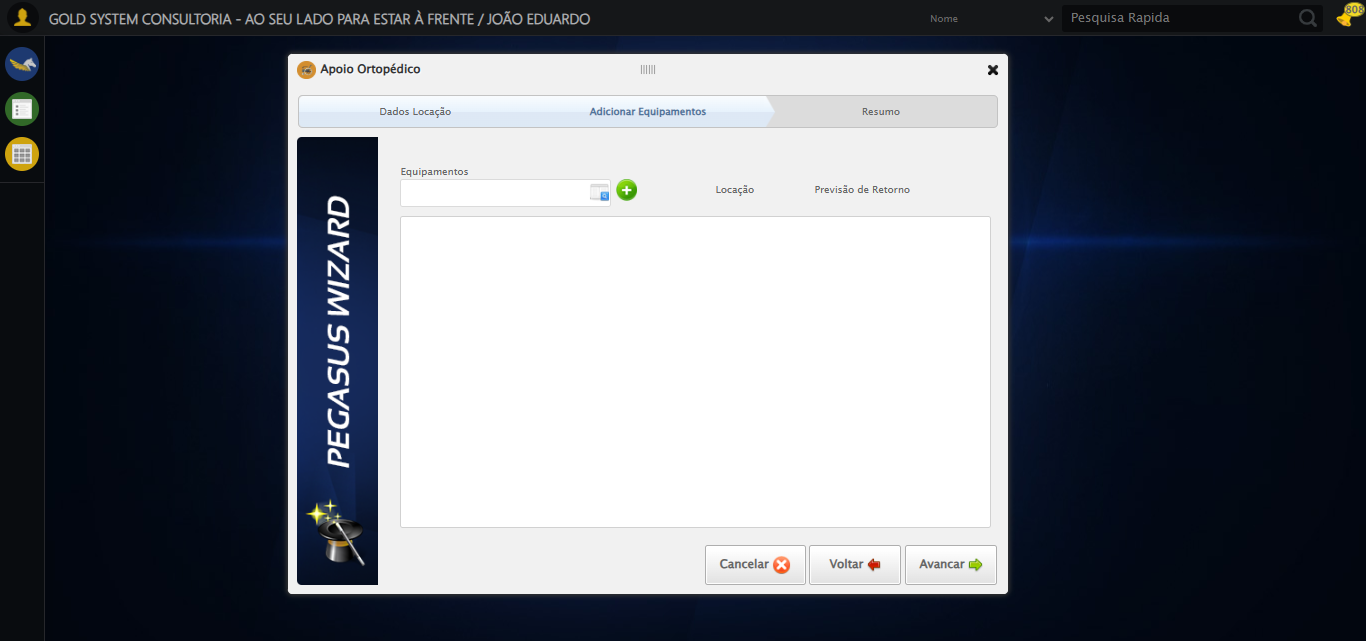 GOLD SYSTEM CONSULTORIA - AO SEU LADO PARA ESTAR À FRENTE / JOÃO EDUARDO
Nome
Pesquisa Rapida
808
Apoio Ortopédico
Dados Locação
Adicionar Equipamentos
Resumo
Equipamentos
Locação
Previsão de Retorno
PEGASUS WIZARD
Cancelar
Voltar
Avancar